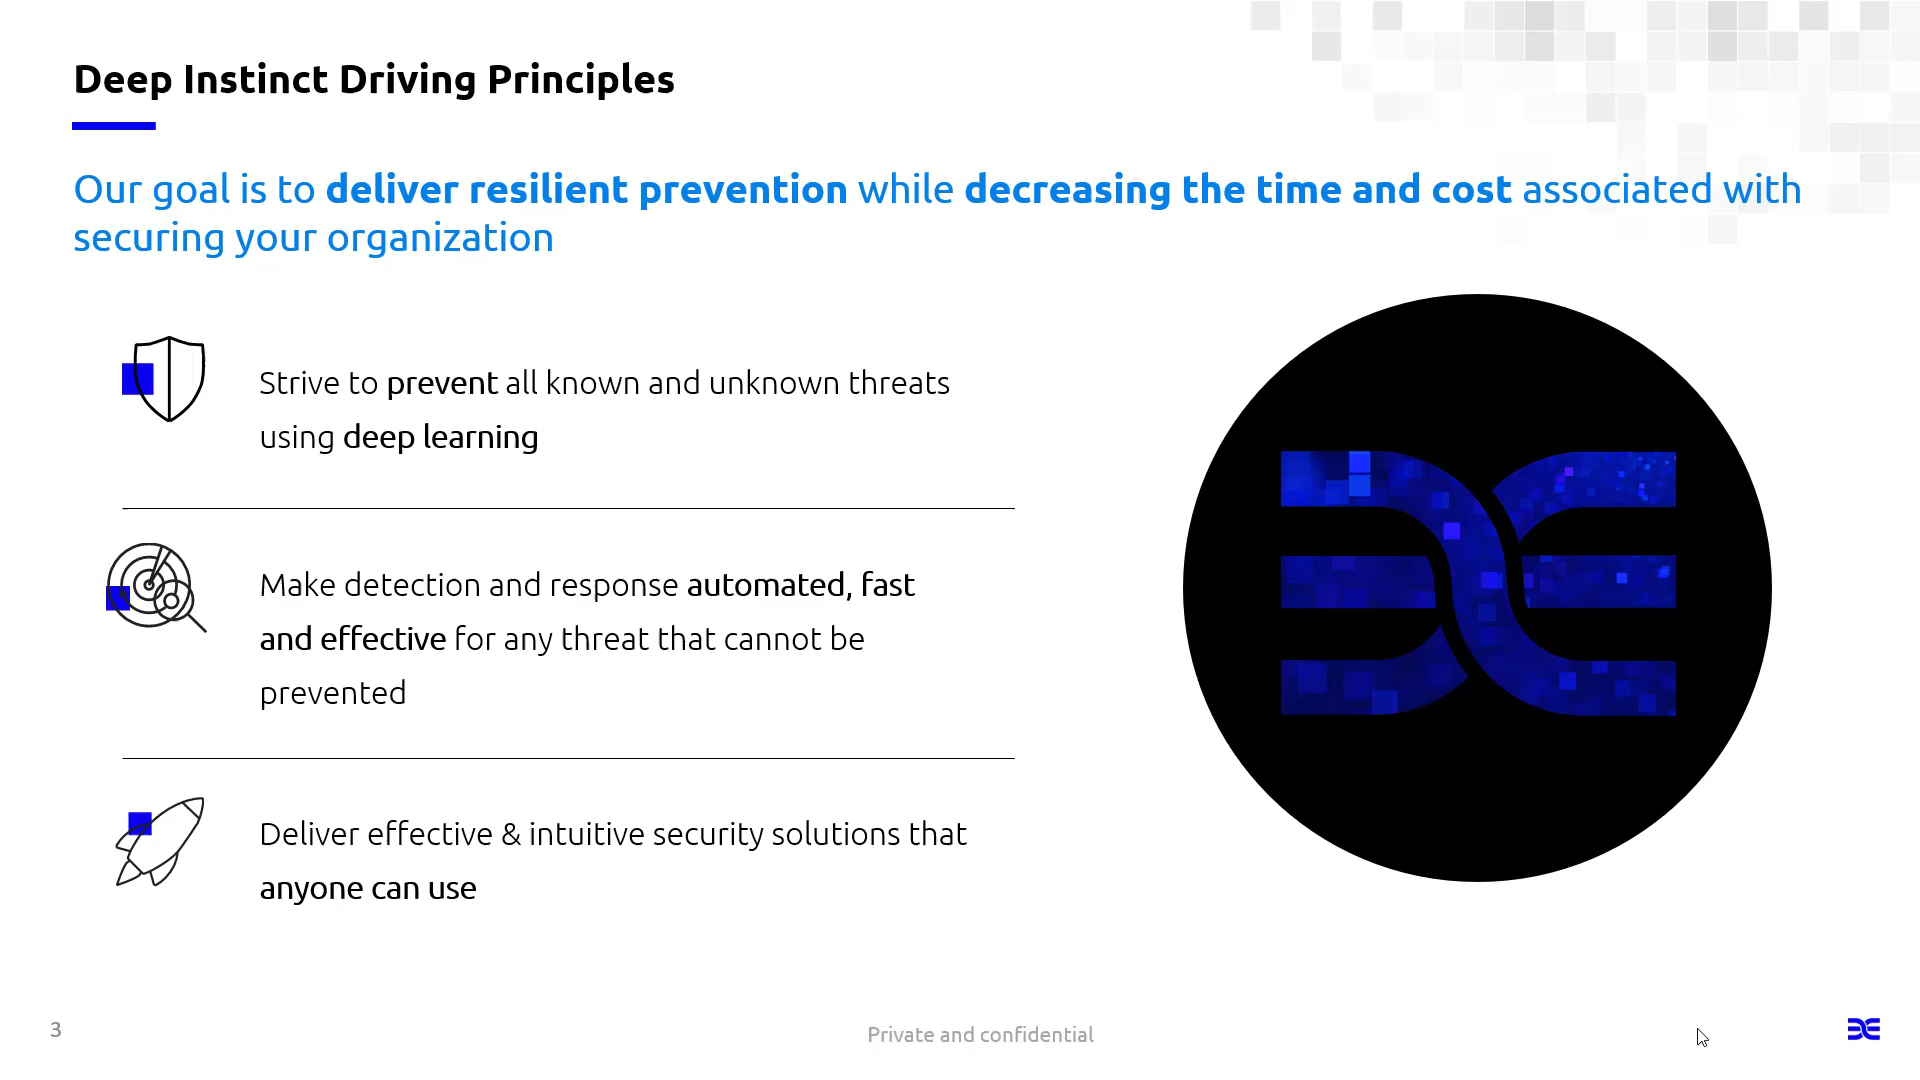 Deep Instinct Driving Principles
Our goal is to deliver resilient prevention while decreasing the time and cost associated with
securing your organization
Strive to prevent all known and unknown threats
using deep learning
Make detection and response automated, fast
and effective for any threat that cannot be
prevented
Deliver effective & intuitive security solutions that
anyone can use
3
Private and confidential